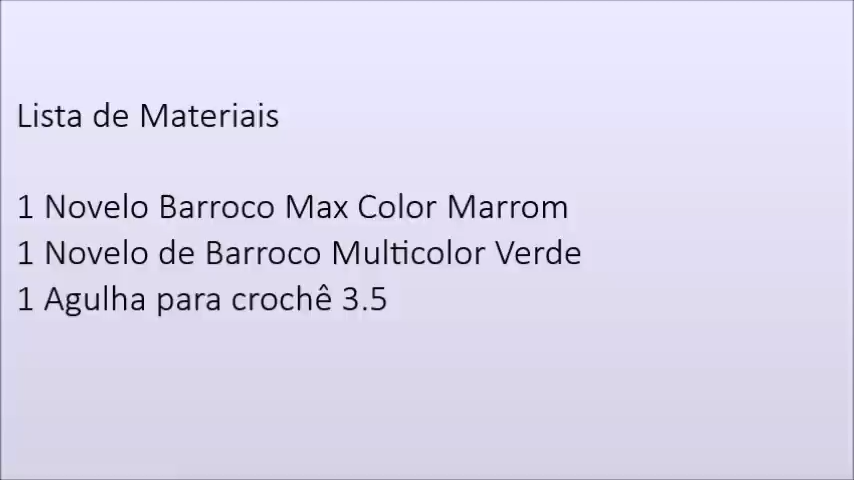 Lista de Materiais
1 Novelo Barroco Max Color Marrom
1 Novelo de Barroco Multicolor Verde
1 Agulha para crochê 3.5